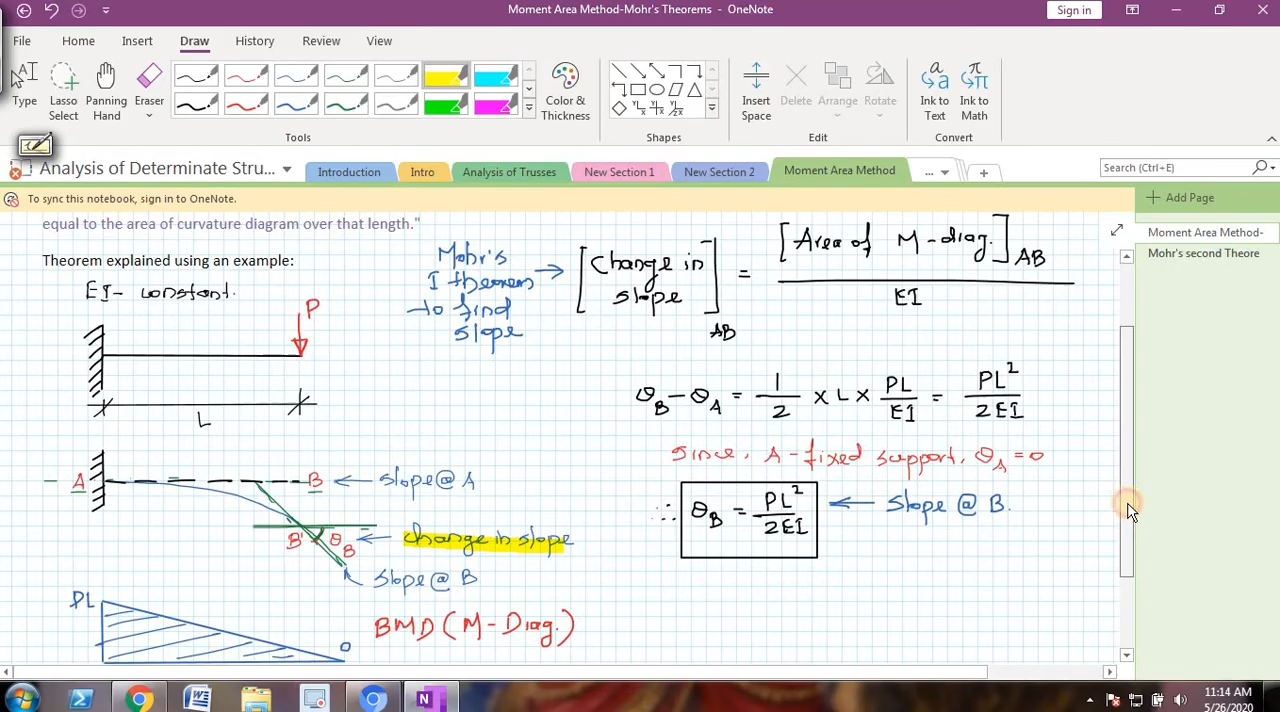 Moment Area Method-Mohr's Theorems - OneNote
Sign in
File Home Insert Draw History Review View
Type
Lasso Select
Panning Hand
Eraser
Color & Thickness
Insert Space
Delete
Arrange
Rotate
Ink to Text
Ink to Math
Tools
Shapes
Edit
Convert
Analysis of Determinate Stru...
Introduction
Intro
Analysis of Trusses
New Section 1
New Section 2
Moment Area Method
...
Search (Ctrl+E)
To sync this notebook, sign in to OneNote.
Add Page
Moment Area Method-
Mohr's second Theore
equal to the area of curvature diagram over that length."
Theorem explained using an example:
EI - constant.
P
L
Mohr's
I theorem
to find
slope
[Change in slope]AB = [Area of M-diag.]AB / EI
θB - θA = 1/2 × L × PL/EI = PL²/2EI
Since, A-fixed support, θA = 0
∴ θB = PL²/2EI ← Slope @ B.
A
B ← slope@A
B' θB ← change in slope
slope@ B
PL
0
BMD (M-Diag.)
11:14 AM
5/26/2020